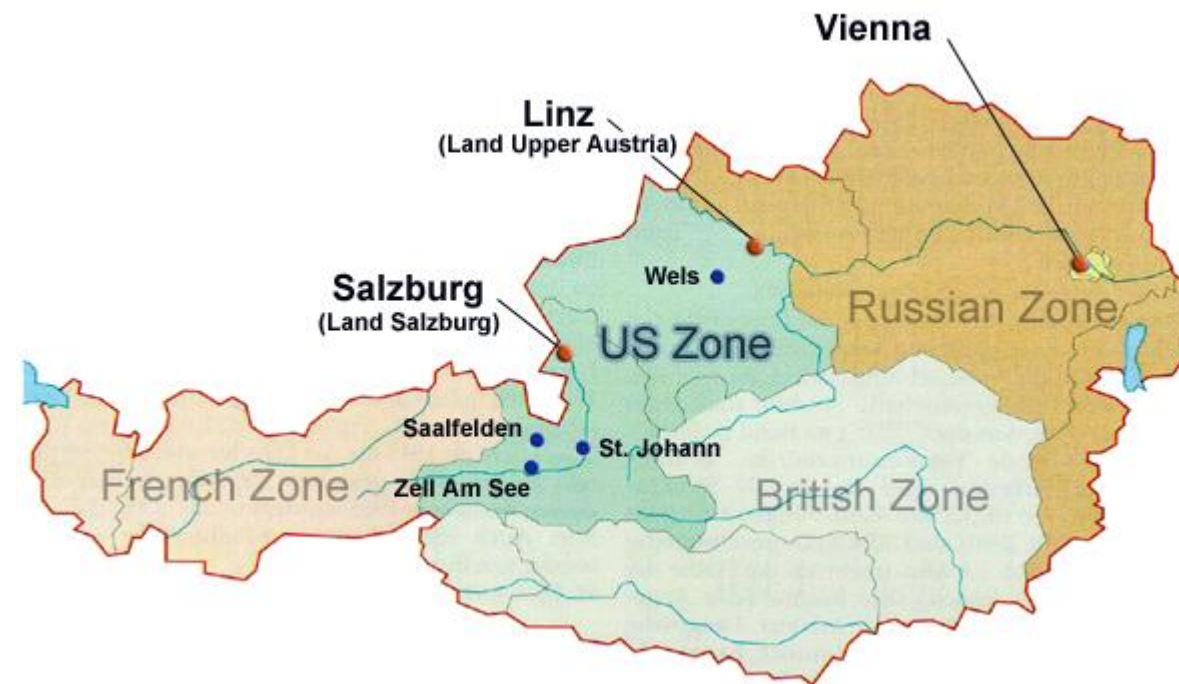 Vienna
Linz
(Land Upper Austria)
Wels
Salzburg
(Land Salzburg)
Russian Zone
US Zone
Saalfelden
St. Johann
French Zone
Zell Am See
British Zone